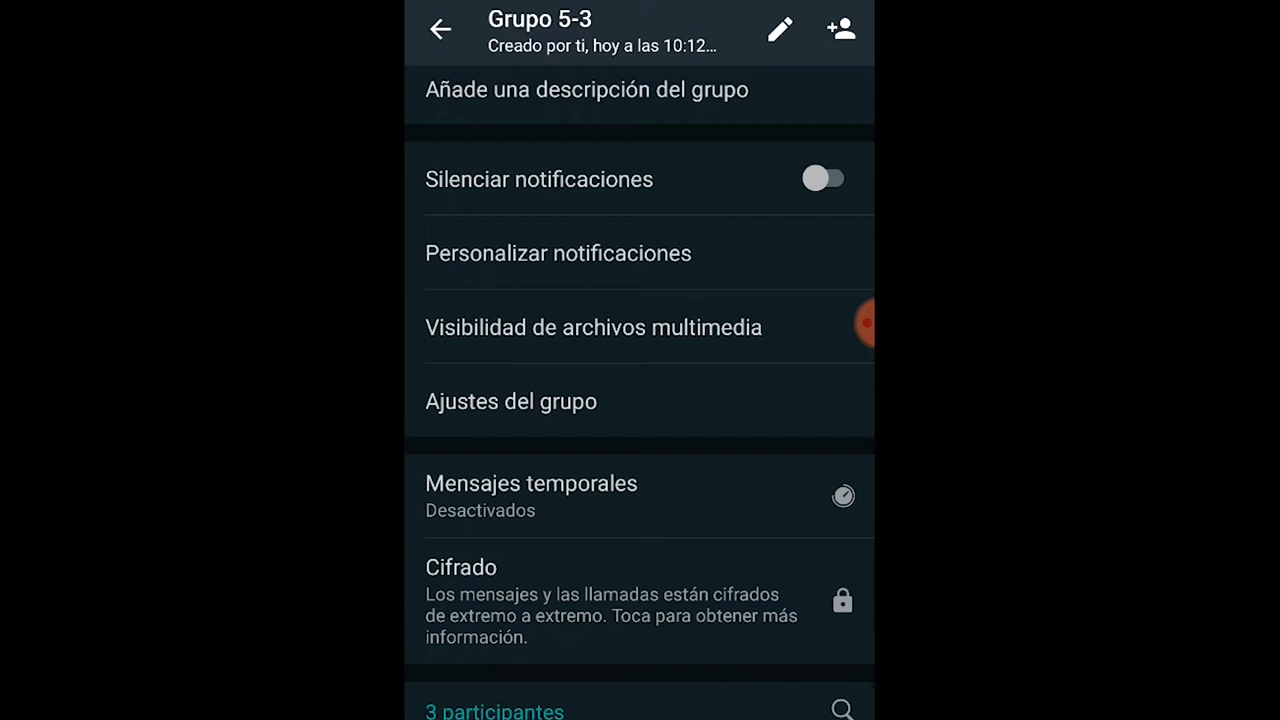 Grupo 5-3
Creado por ti, hoy a las 10:12...
Añade una descripción del grupo
Silenciar notificaciones
Personalizar notificaciones
Visibilidad de archivos multimedia
Ajustes del grupo
Mensajes temporales
Desactivados
Cifrado
Los mensajes y las llamadas están cifrados
de extremo a extremo. Toca para obtener más
información.
3 participantes